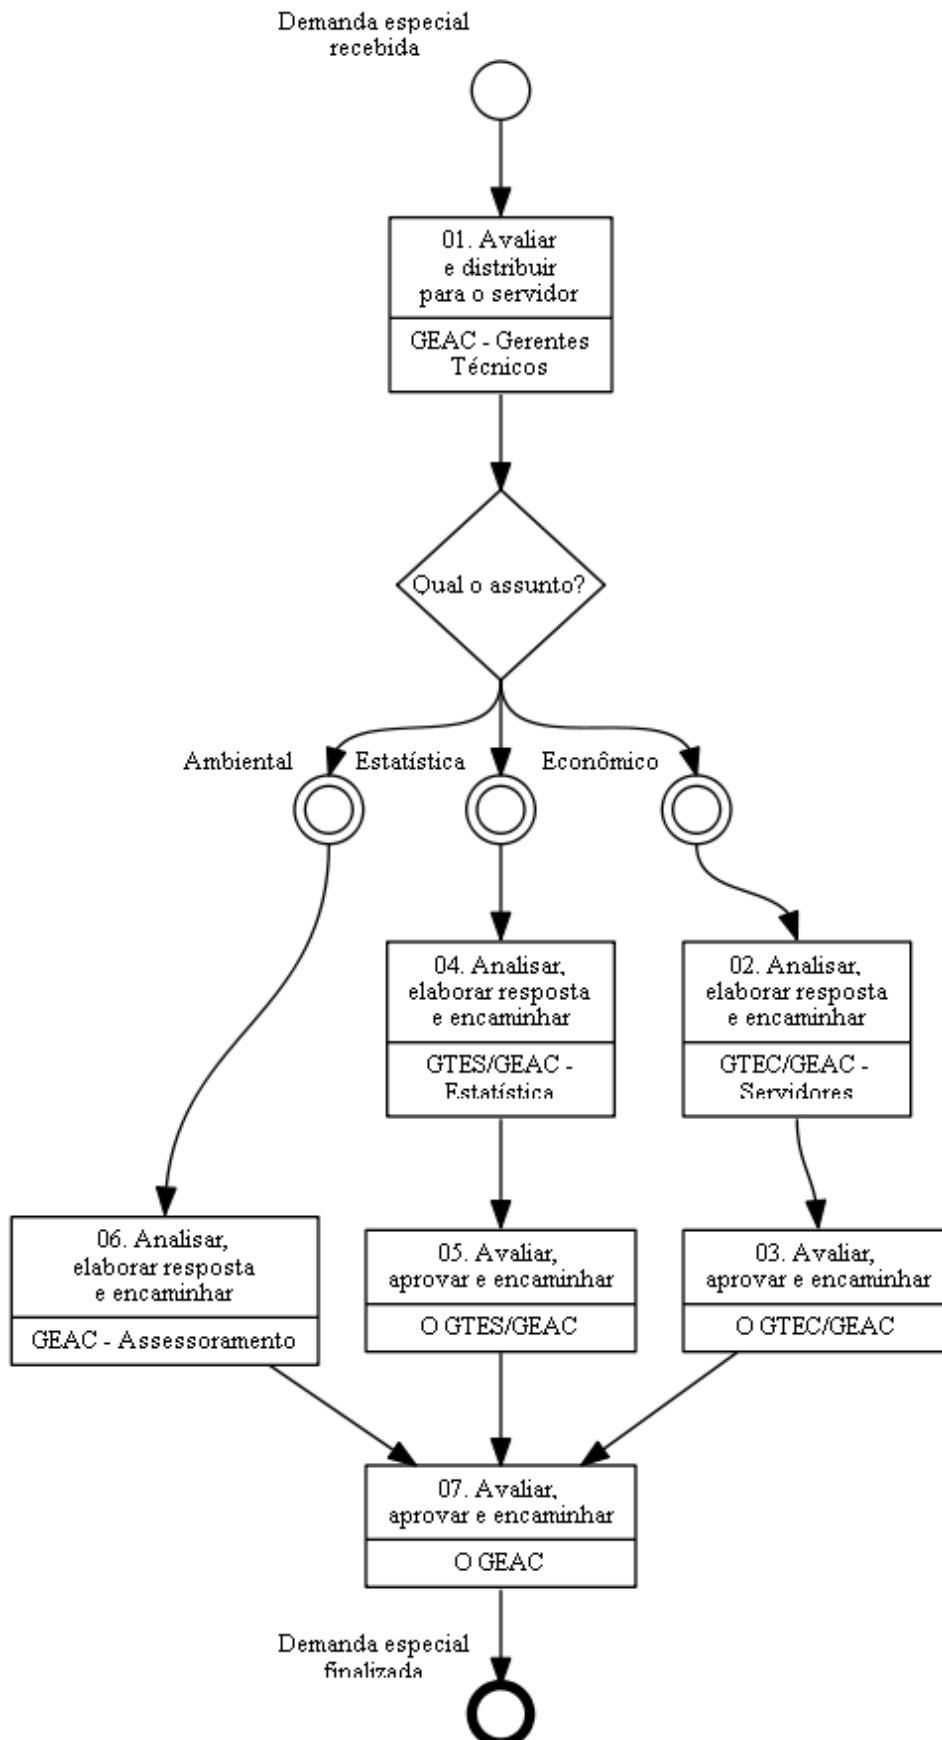 Demanda especial
recebida
01. Avaliar
e distribuir
para o servidor
GEAC - Gerentes
Técnicos
Qual o assunto?
Ambiental
Estatística
Econômico
04. Analisar,
elaborar resposta
e encaminhar
GTES/GEAC -
Estatística
02. Analisar,
elaborar resposta
e encaminhar
GTEC/GEAC -
Servidores
06. Analisar,
elaborar resposta
e encaminhar
GEAC - Assessoramento
05. Avaliar,
aprovar e encaminhar
O GTES/GEAC
03. Avaliar,
aprovar e encaminhar
O GTEC/GEAC
07. Avaliar,
aprovar e encaminhar
O GEAC
Demanda especial
finalizada